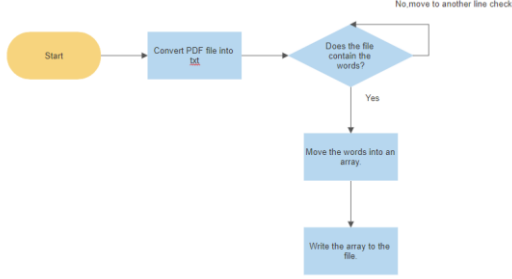 No,move to another line check
Start
Convert PDF file into
txt
Does the file
contain the
words?
Yes
Move the words into an
array.
Write the array to the
file.